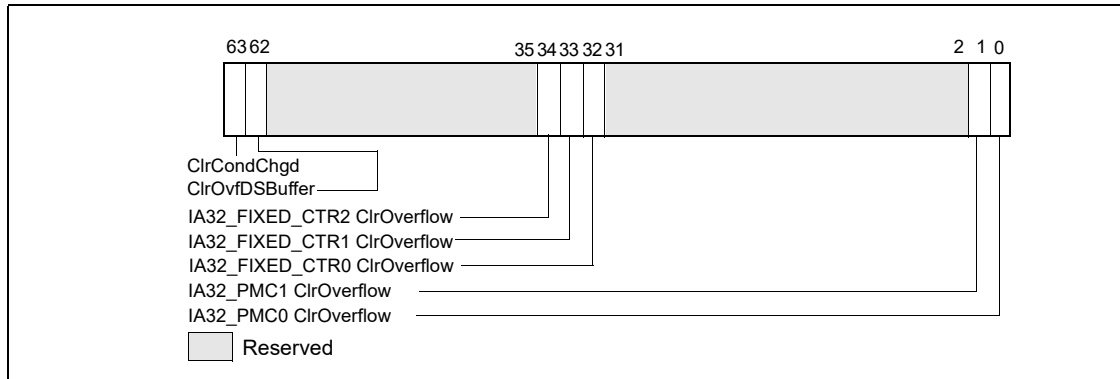 63 62 35 34 33 32 31 2 1 0
ClrCondChgd
ClrOvfDSBuffer
IA32_FIXED_CTR2 ClrOverflow
IA32_FIXED_CTR1 ClrOverflow
IA32_FIXED_CTR0 ClrOverflow
IA32_PMC1 ClrOverflow
IA32_PMC0 ClrOverflow
Reserved